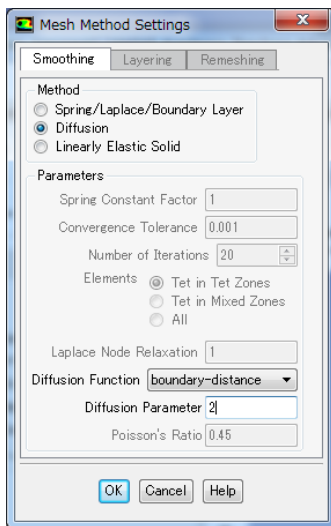 Mesh Method Settings
Smoothing Layering Remeshing
Method
Spring/Laplace/Boundary Layer
Diffusion
Linearly Elastic Solid
Parameters
Spring Constant Factor 1
Convergence Tolerance 0.001
Number of Iterations 20
Elements Tet in Tet Zones
Tet in Mixed Zones
All
Laplace Node Relaxation 1
Diffusion Function boundary-distance
Diffusion Parameter 2
Poisson's Ratio 0.45
OK Cancel Help